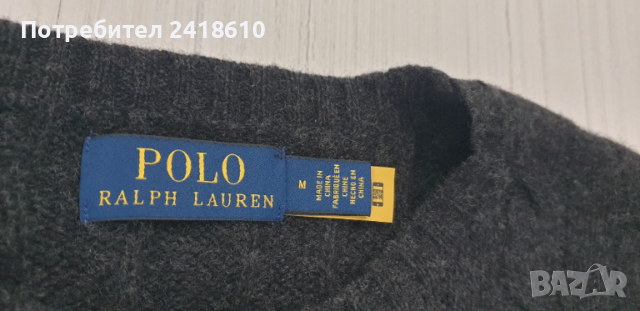 Потребител 2418610
POLO
RALPH LAUREN
M
MADE IN
CHINA
FABRIQUÉ EN
CHINE
HECHO EN
CHINA
BAZAR